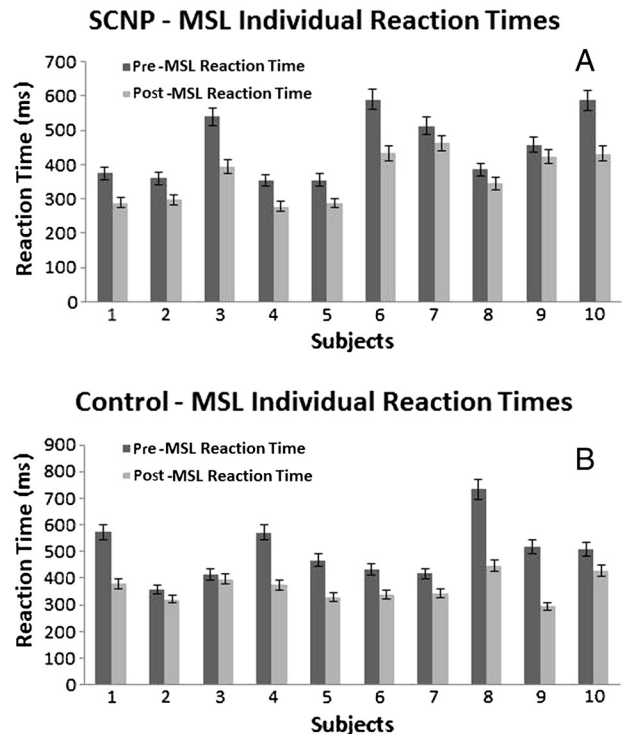 SCNP - MSL Individual Reaction Times
A
Pre-MSL Reaction Time
Post-MSL Reaction Time
Reaction Time (ms)
700
600
500
400
300
200
100
0
1 2 3 4 5 6 7 8 9 10
Subjects
Control - MSL Individual Reaction Times
B
Pre-MSL Reaction Time
Post-MSL Reaction Time
Reaction Time (ms)
900
800
700
600
500
400
300
200
100
0
1 2 3 4 5 6 7 8 9 10
Subjects